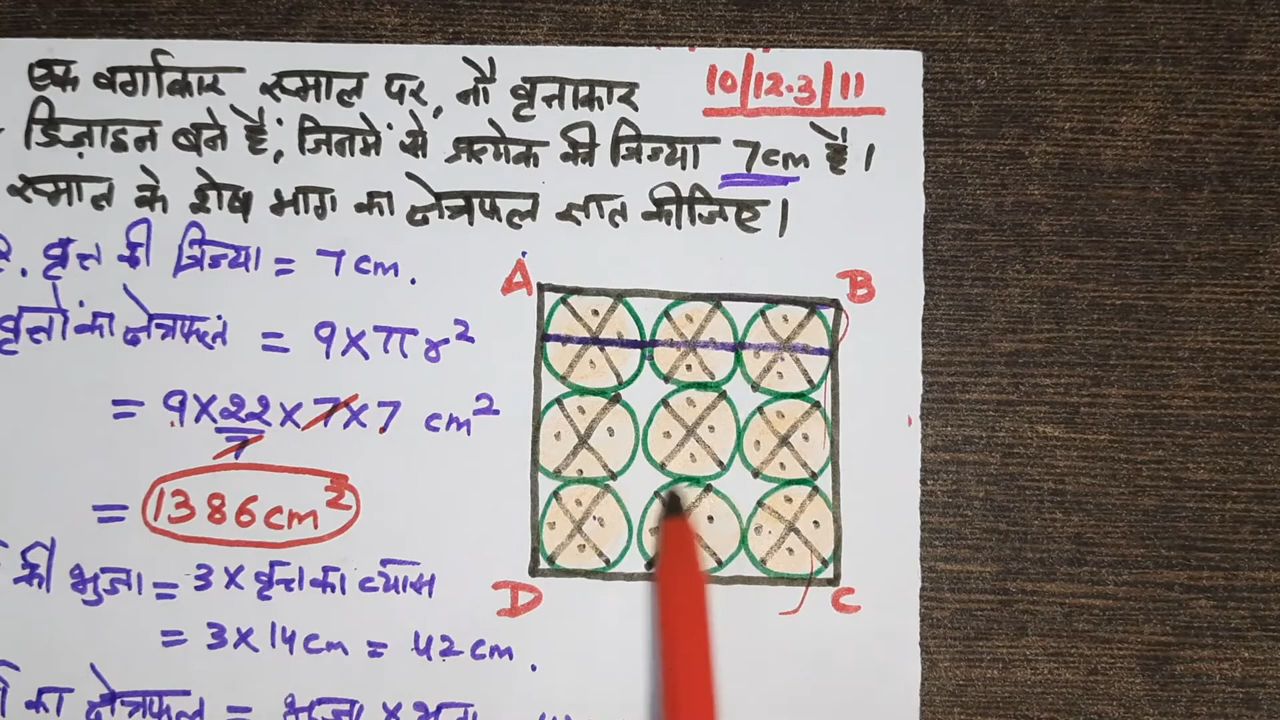 एक वर्गाकार रूमाल पर, नौ वृत्ताकार
10/12.3/11
डिज़ाइन बने हैं, जिनमें से प्रत्येक की त्रिज्या 7cm है।
रूमाल के शेष भाग का क्षेत्रफल ज्ञात कीजिए।
वृत्त की त्रिज्या = 7cm.
A B
वृत्तों का क्षेत्रफल = 9×πr²
= 9×22/7×7×7 cm²
= 1386cm²
की भुजा = 3×वृत्त का व्यास
D C
= 3×14cm = 42cm.
का क्षेत्रफल = भुजा×भुजा